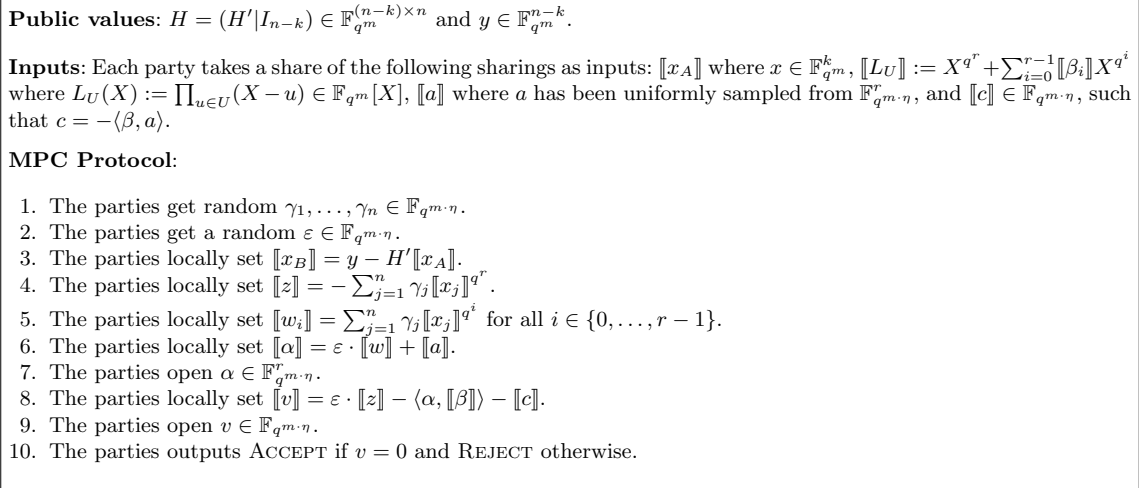 Public values: H = (H′|I_{n−k}) ∈ 𝔽_{q^m}^{(n−k)×n} and y ∈ 𝔽_{q^m}^{n−k}.
Inputs: Each party takes a share of the following sharings as inputs: ⟦x_A⟧ where x ∈ 𝔽_{q^m}^k, ⟦L_U⟧ := X^{q^r} + ∑_{i=0}^{r−1} ⟦β_i⟧X^{q^i}
where L_U(X) := ∏_{u∈U}(X − u) ∈ 𝔽_{q^m}[X], ⟦a⟧ where a has been uniformly sampled from 𝔽_{q^{m·η}}^r, and ⟦c⟧ ∈ 𝔽_{q^{m·η}}, such
that c = −⟨β, a⟩.
MPC Protocol:
1. The parties get random γ_1, . . . , γ_n ∈ 𝔽_{q^{m·η}}.
2. The parties get a random ε ∈ 𝔽_{q^{m·η}}.
3. The parties locally set ⟦x_B⟧ = y − H′⟦x_A⟧.
4. The parties locally set ⟦z⟧ = − ∑_{j=1}^n γ_j⟦x_j⟧^{q^r}.
5. The parties locally set ⟦w_i⟧ = ∑_{j=1}^n γ_j⟦x_j⟧^{q^i} for all i ∈ {0, . . . , r − 1}.
6. The parties locally set ⟦α⟧ = ε · ⟦w⟧ + ⟦a⟧.
7. The parties open α ∈ 𝔽_{q^{m·η}}^r.
8. The parties locally set ⟦v⟧ = ε · ⟦z⟧ − ⟨α, ⟦β⟧⟩ − ⟦c⟧.
9. The parties open v ∈ 𝔽_{q^{m·η}}.
10. The parties outputs ACCEPT if v = 0 and REJECT otherwise.